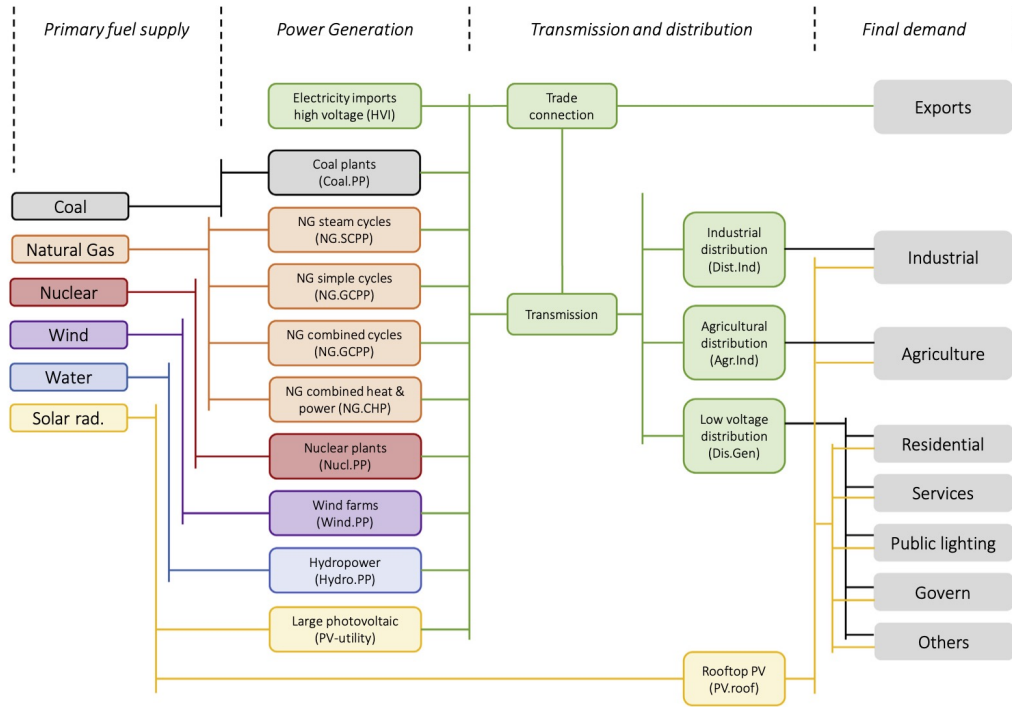 Primary fuel supply
Power Generation
Transmission and distribution
Final demand
Electricity imports
high voltage (HVI)
Trade
connection
Exports
Coal plants
(Coal.PP)
Coal
NG steam cycles
(NG.SCPP)
Industrial
distribution
(Dist.Ind)
Industrial
Natural Gas
NG simple cycles
(NG.GCPP)
Nuclear
Transmission
Wind
NG combined cycles
(NG.GCPP)
Agricultural
distribution
(Agr.Ind)
Agriculture
Water
NG combined heat &
power (NG.CHP)
Solar rad.
Low voltage
distribution
(Dis.Gen)
Residential
Nuclear plants
(Nucl.PP)
Services
Wind farms
(Wind.PP)
Public lighting
Hydropower
(Hydro.PP)
Govern
Large photovoltaic
(PV-utility)
Others
Rooftop PV
(PV.roof)